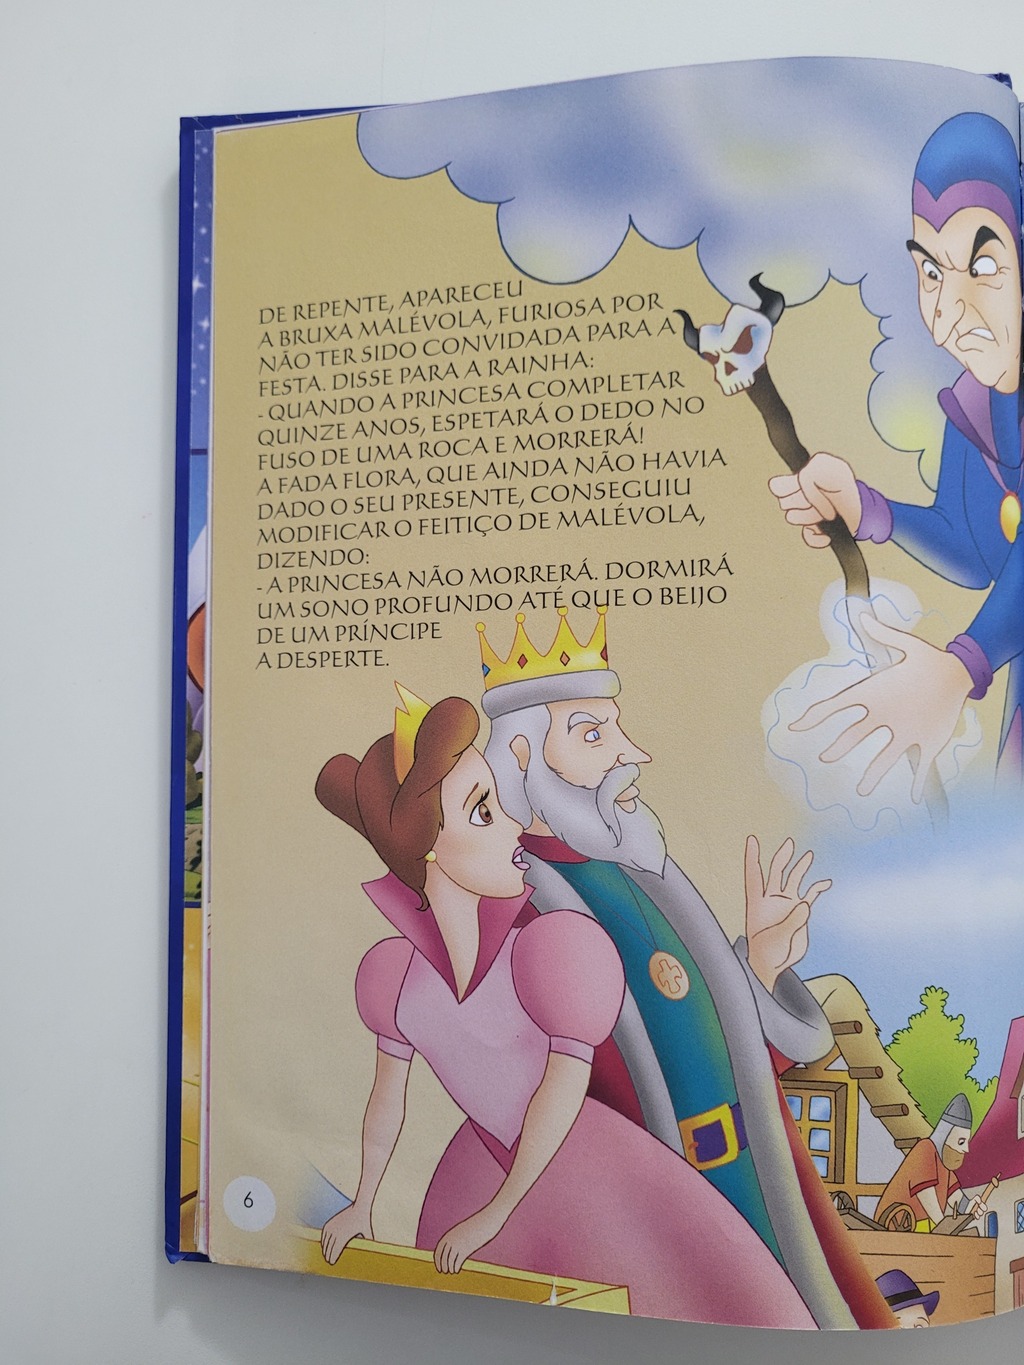 DE REPENTE, APARECEU
A BRUXA MALÉVOLA, FURIOSA POR
NÃO TER SIDO CONVIDADA PARA A
FESTA. DISSE PARA A RAINHA:
- QUANDO A PRINCESA COMPLETAR
QUINZE ANOS, ESPETARÁ O DEDO NO
FUSO DE UMA ROCA E MORRERÁ!
A FADA FLORA, QUE AINDA NÃO HAVIA
DADO O SEU PRESENTE, CONSEGUIU
MODIFICAR O FEITIÇO DE MALÉVOLA,
DIZENDO:
- A PRINCESA NÃO MORRERÁ. DORMIRÁ
UM SONO PROFUNDO ATÉ QUE O BEIJO
DE UM PRÍNCIPE
A DESPERTE.
6